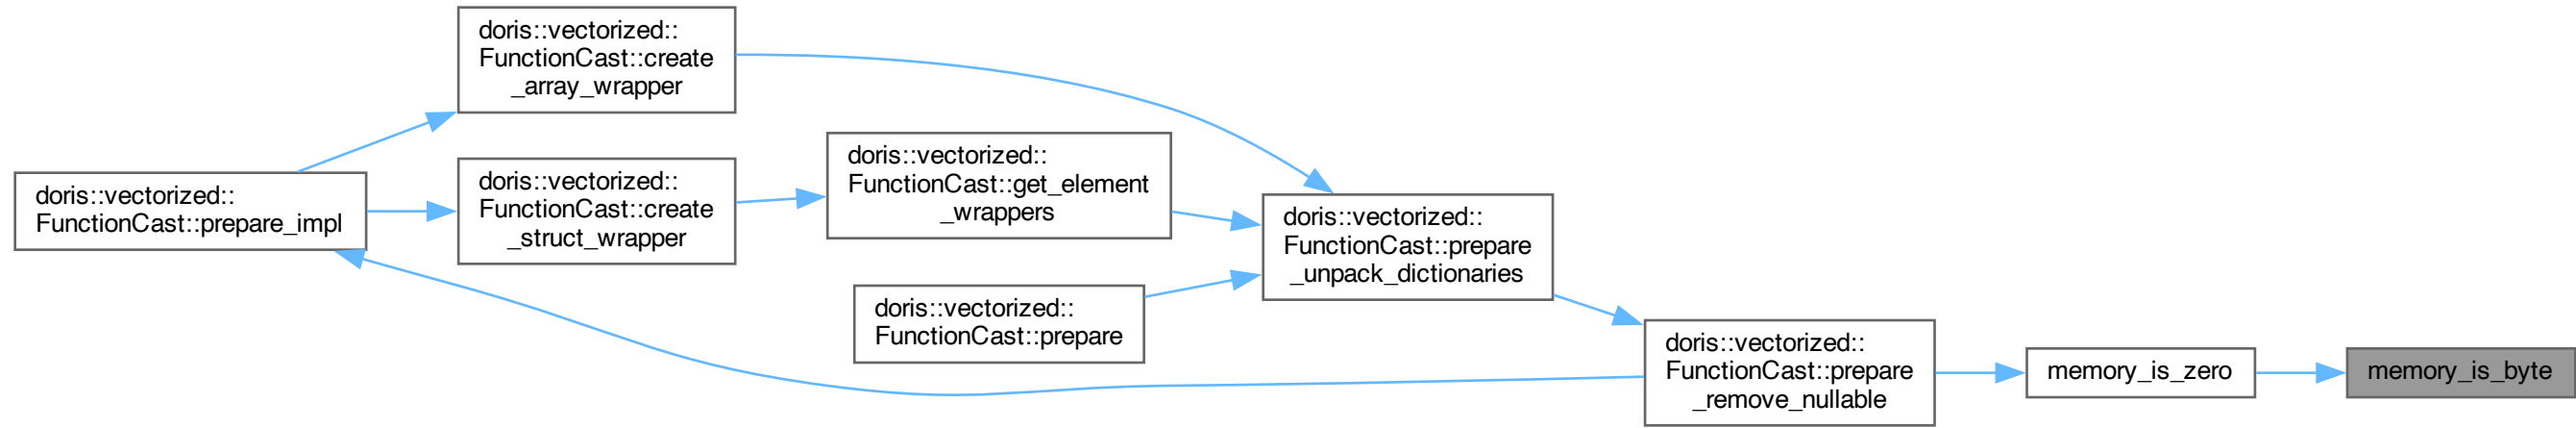 doris::vectorized::
FunctionCast::create
_array_wrapper
doris::vectorized::
FunctionCast::prepare_impl
doris::vectorized::
FunctionCast::create
_struct_wrapper
doris::vectorized::
FunctionCast::get_element
_wrappers
doris::vectorized::
FunctionCast::prepare
doris::vectorized::
FunctionCast::prepare
_unpack_dictionaries
doris::vectorized::
FunctionCast::prepare
_remove_nullable
memory_is_zero
memory_is_byte